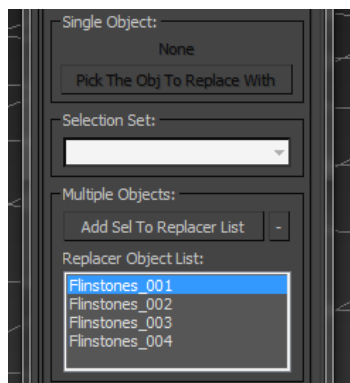 Single Object:
None
Pick The Obj To Replace With
Selection Set:
Multiple Objects:
Add Sel To Replacer List
-
Replacer Object List:
Flinstones_001
Flinstones_002
Flinstones_003
Flinstones_004